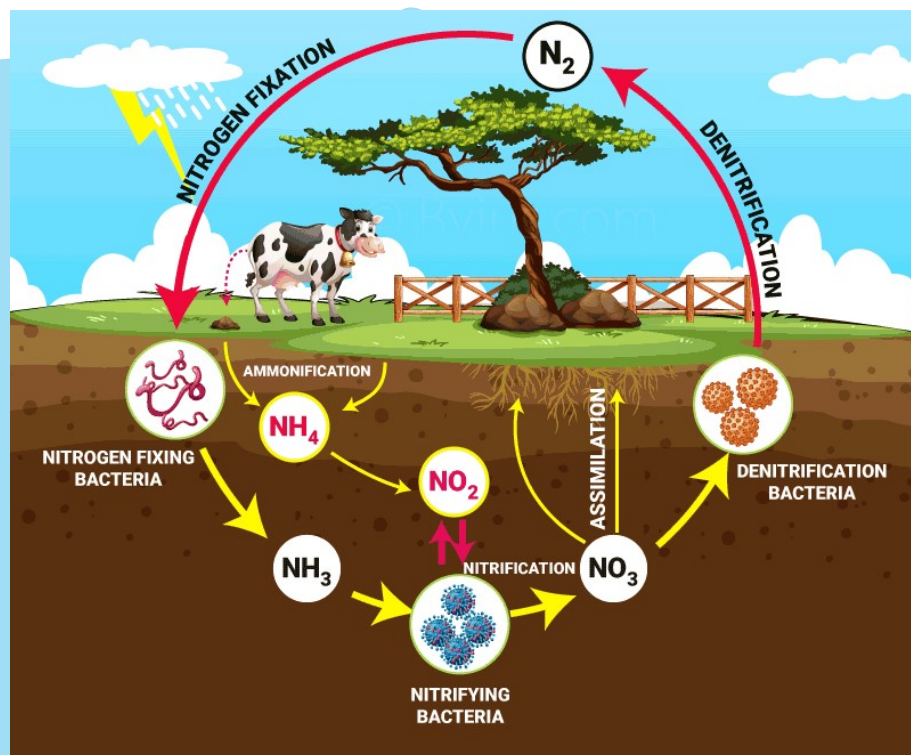 N₂
NITROGEN FIXATION
DENITRIFICATION
AMMONIFICATION
NH₄
NITROGEN FIXING
BACTERIA
NO₂
ASSIMILATION
DENITRIFICATION
BACTERIA
NH₃
NITRIFICATION
NO₃
NITRIFYING
BACTERIA